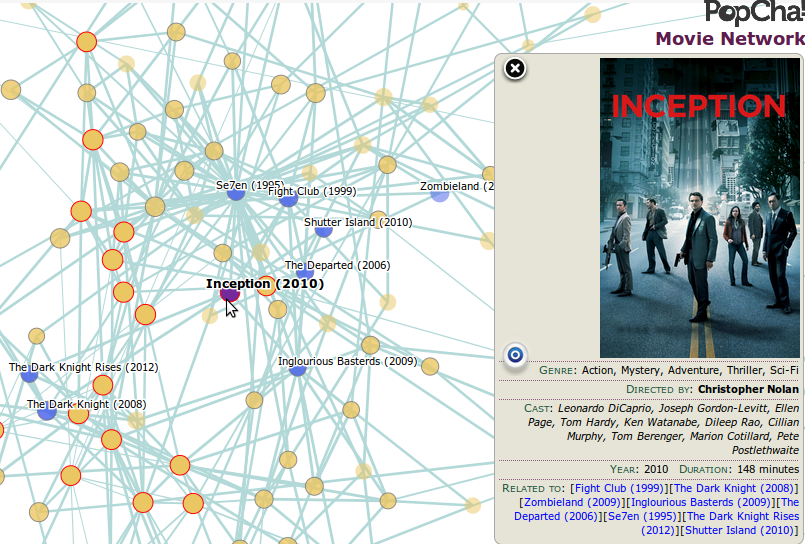 PopCha!
Movie Network
INCEPTION
Se7en (1995)
Fight Club (1999)
Zombieland (2
Shutter Island (2010)
The Departed (2006)
Inception (2010)
The Dark Knight Rises (2012)
Inglourious Basterds (2009)
The Dark Knight (2008)
GENRE: Action, Mystery, Adventure, Thriller, Sci-Fi
DIRECTED BY: Christopher Nolan
CAST: Leonardo DiCaprio, Joseph Gordon-Levitt, Ellen
Page, Tom Hardy, Ken Watanabe, Dileep Rao, Cillian
Murphy, Tom Berenger, Marion Cotillard, Pete
Postlethwaite
YEAR: 2010 DURATION: 148 minutes
RELATED TO: [Fight Club (1999)][The Dark Knight (2008)]
[Zombieland (2009)][Inglourious Basterds (2009)][The
Departed (2006)][Se7en (1995)][The Dark Knight Rises
(2012)][Shutter Island (2010)]